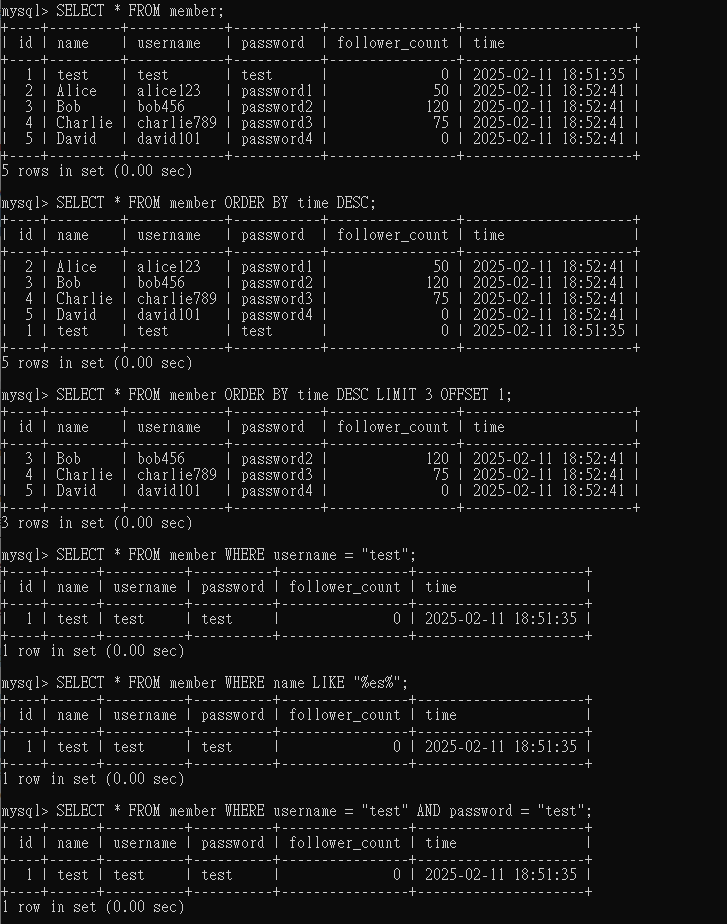 mysql> SELECT * FROM member;
+----+---------+------------+-----------+----------------+---------------------+
| id | name    | username   | password  | follower_count | time                |
+----+---------+------------+-----------+----------------+---------------------+
|  1 | test    | test       | test      |              0 | 2025-02-11 18:51:35 |
|  2 | Alice   | alice123   | password1 |             50 | 2025-02-11 18:52:41 |
|  3 | Bob     | bob456     | password2 |            120 | 2025-02-11 18:52:41 |
|  4 | Charlie | charlie789 | password3 |             75 | 2025-02-11 18:52:41 |
|  5 | David   | david101   | password4 |              0 | 2025-02-11 18:52:41 |
+----+---------+------------+-----------+----------------+---------------------+
5 rows in set (0.00 sec)
mysql> SELECT * FROM member ORDER BY time DESC;
+----+---------+------------+-----------+----------------+---------------------+
| id | name    | username   | password  | follower_count | time                |
+----+---------+------------+-----------+----------------+---------------------+
|  2 | Alice   | alice123   | password1 |             50 | 2025-02-11 18:52:41 |
|  3 | Bob     | bob456     | password2 |            120 | 2025-02-11 18:52:41 |
|  4 | Charlie | charlie789 | password3 |             75 | 2025-02-11 18:52:41 |
|  5 | David   | david101   | password4 |              0 | 2025-02-11 18:52:41 |
|  1 | test    | test       | test      |              0 | 2025-02-11 18:51:35 |
+----+---------+------------+-----------+----------------+---------------------+
5 rows in set (0.00 sec)
mysql> SELECT * FROM member ORDER BY time DESC LIMIT 3 OFFSET 1;
+----+---------+------------+-----------+----------------+---------------------+
| id | name    | username   | password  | follower_count | time                |
+----+---------+------------+-----------+----------------+---------------------+
|  3 | Bob     | bob456     | password2 |            120 | 2025-02-11 18:52:41 |
|  4 | Charlie | charlie789 | password3 |             75 | 2025-02-11 18:52:41 |
|  5 | David   | david101   | password4 |              0 | 2025-02-11 18:52:41 |
+----+---------+------------+-----------+----------------+---------------------+
3 rows in set (0.00 sec)
mysql> SELECT * FROM member WHERE username = "test";
+----+------+----------+----------+----------------+---------------------+
| id | name | username | password | follower_count | time                |
+----+------+----------+----------+----------------+---------------------+
|  1 | test | test     | test     |              0 | 2025-02-11 18:51:35 |
+----+------+----------+----------+----------------+---------------------+
1 row in set (0.00 sec)
mysql> SELECT * FROM member WHERE name LIKE "%es%";
+----+------+----------+----------+----------------+---------------------+
| id | name | username | password | follower_count | time                |
+----+------+----------+----------+----------------+---------------------+
|  1 | test | test     | test     |              0 | 2025-02-11 18:51:35 |
+----+------+----------+----------+----------------+---------------------+
1 row in set (0.00 sec)
mysql> SELECT * FROM member WHERE username = "test" AND password = "test";
+----+------+----------+----------+----------------+---------------------+
| id | name | username | password | follower_count | time                |
+----+------+----------+----------+----------------+---------------------+
|  1 | test | test     | test     |              0 | 2025-02-11 18:51:35 |
+----+------+----------+----------+----------------+---------------------+
1 row in set (0.00 sec)